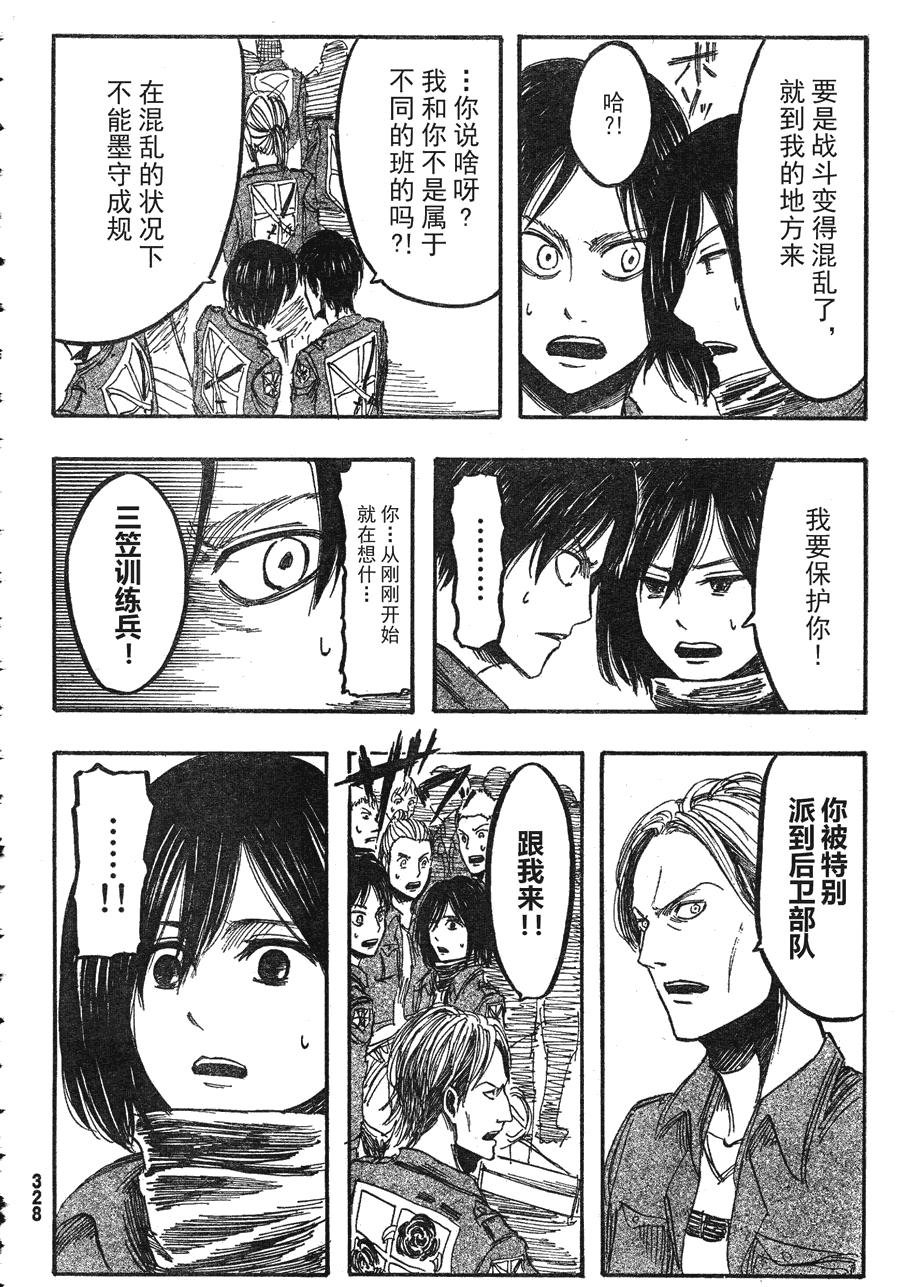 要是战斗变得混乱了，
就到我的地方来
哈
?!
…你说啥呀？
我和你不是属于
不同的班的吗?!
在混乱的状况下
不能墨守成规
我要保护你！
………
你…从刚刚开始
就在想什…
三笠训练兵！
你被特别
派到后卫部队
跟我来!!
……!!
328